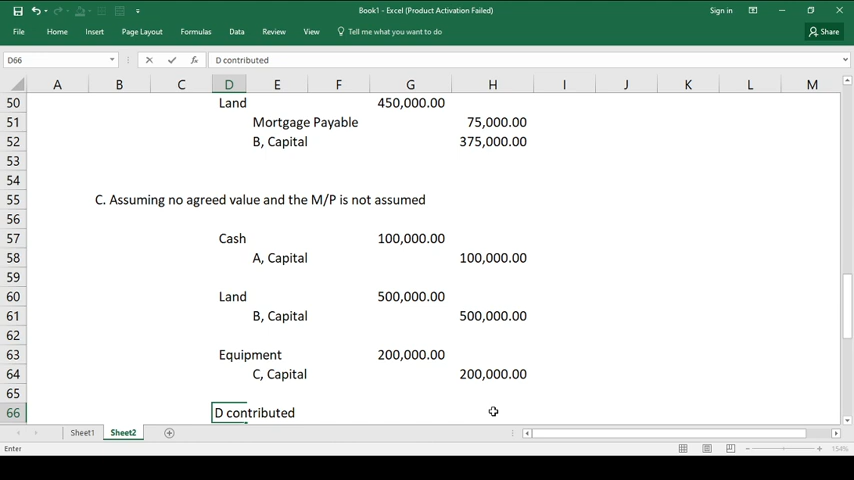 Book1 - Excel (Product Activation Failed)
Sign in
File Home Insert Page Layout Formulas Data Review View Tell me what you want to do Share
D66 fx D contributed
A B C D E F G H I J K L M
50 Land 450,000.00
51 Mortgage Payable 75,000.00
52 B, Capital 375,000.00
53
54
55 C. Assuming no agreed value and the M/P is not assumed
56
57 Cash 100,000.00
58 A, Capital 100,000.00
59
60 Land 500,000.00
61 B, Capital 500,000.00
62
63 Equipment 200,000.00
64 C, Capital 200,000.00
65
66 D contributed
Sheet1 Sheet2
Enter 154%